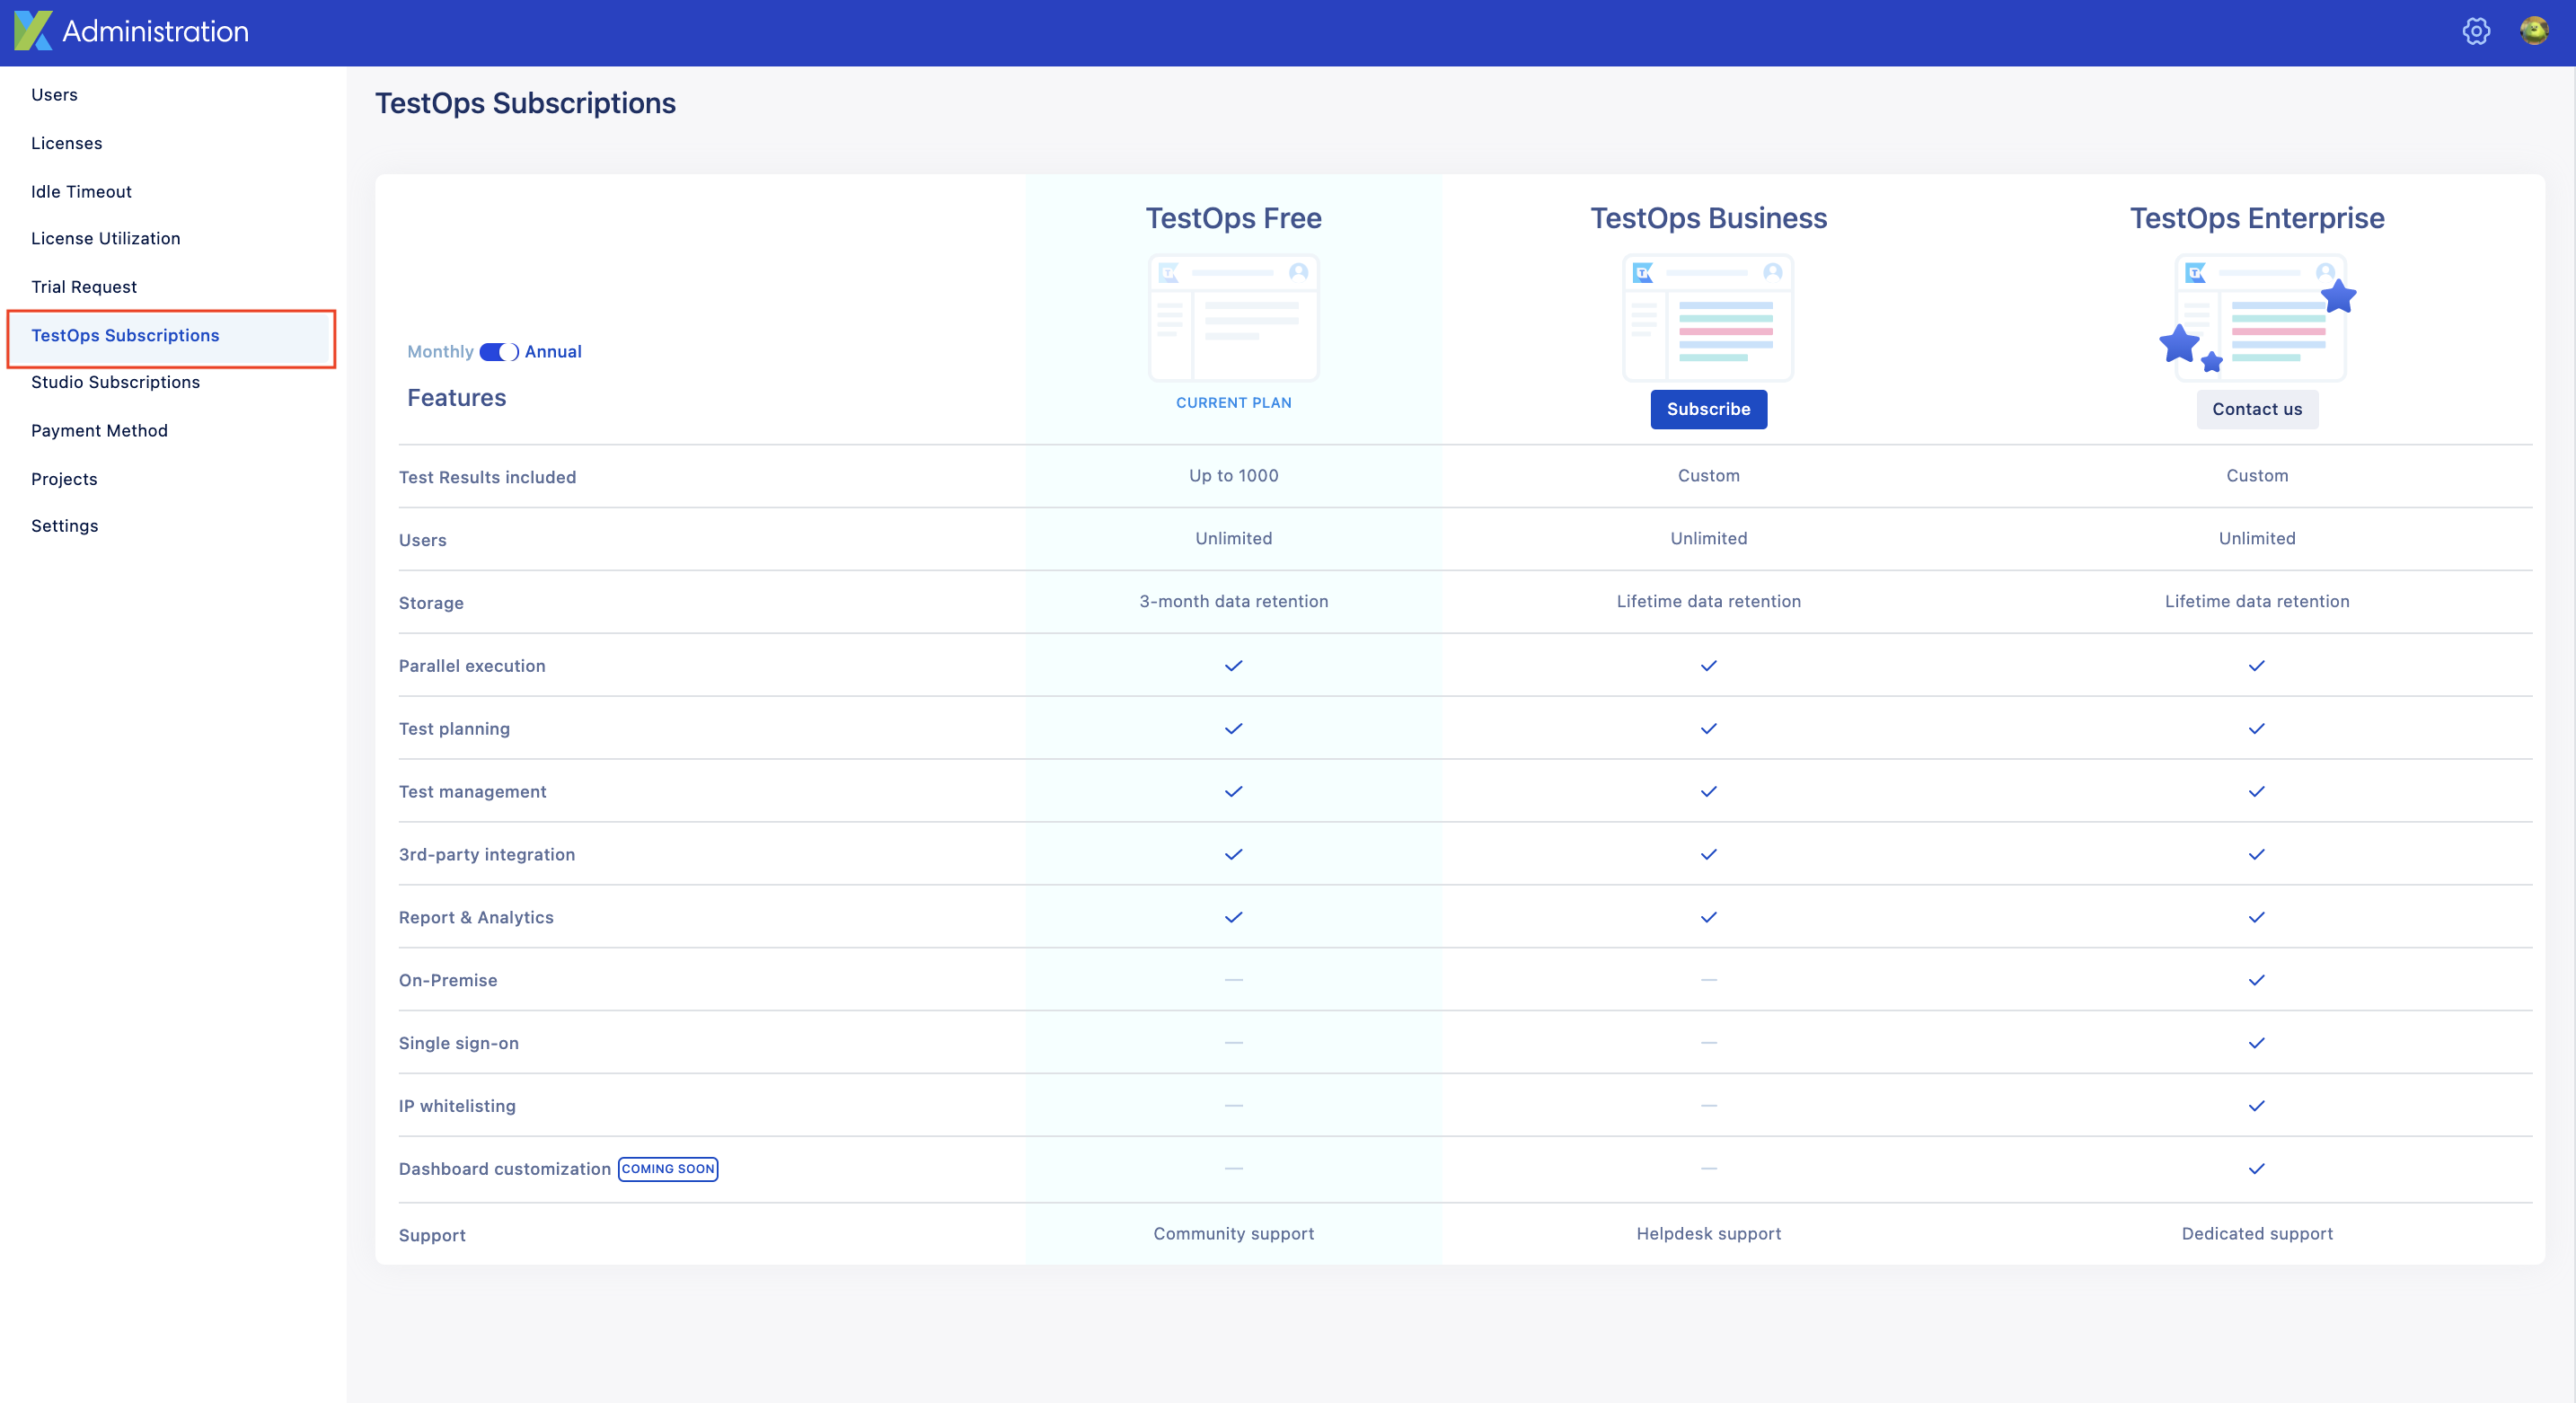 Administration
Users
Licenses
Idle Timeout
License Utilization
Trial Request
TestOps Subscriptions
Studio Subscriptions
Payment Method
Projects
Settings
TestOps Subscriptions
TestOps Free
TestOps Business
TestOps Enterprise
Monthly Annual
Features
CURRENT PLAN
Subscribe
Contact us
Test Results included Up to 1000 Custom Custom
Users Unlimited Unlimited Unlimited
Storage 3-month data retention Lifetime data retention Lifetime data retention
Parallel execution
Test planning
Test management
3rd-party integration
Report & Analytics
On-Premise
Single sign-on
IP whitelisting
Dashboard customization COMING SOON
Support Community support Helpdesk support Dedicated support